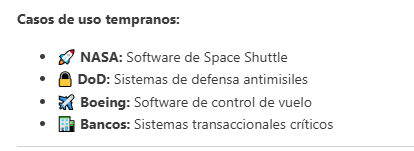 Casos de uso tempranos:
🚀 NASA: Software de Space Shuttle
🔒 DoD: Sistemas de defensa antimisiles
✈️ Boeing: Software de control de vuelo
🏦 Bancos: Sistemas transaccionales críticos